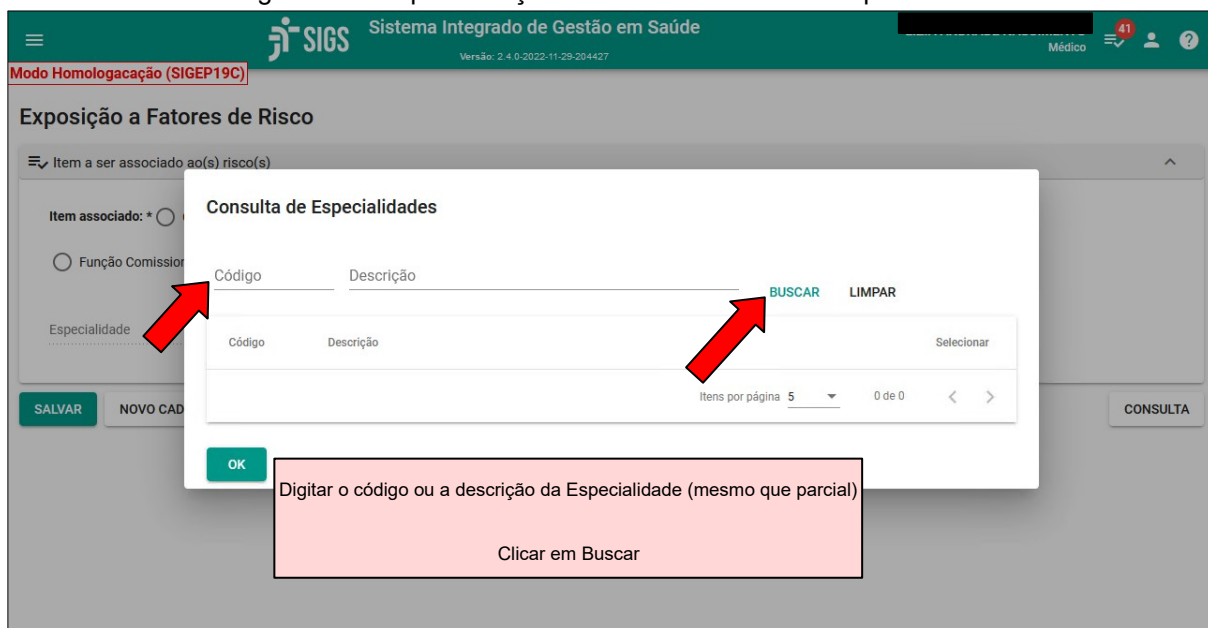 SIGS
Sistema Integrado de Gestão em Saúde
Versão: 2.4.0-2022-11-29-204427
Médico
41
Modo Homologacação (SIGEP19C)
Exposição a Fatores de Risco
Item a ser associado ao(s) risco(s)
Item associado: *
Função Comission
Especialidade
SALVAR
NOVO CAD
CONSULTA
Consulta de Especialidades
Código
Descrição
BUSCAR
LIMPAR
Código
Descrição
Selecionar
Itens por página 5
0 de 0
OK
Digitar o código ou a descrição da Especialidade (mesmo que parcial)
Clicar em Buscar